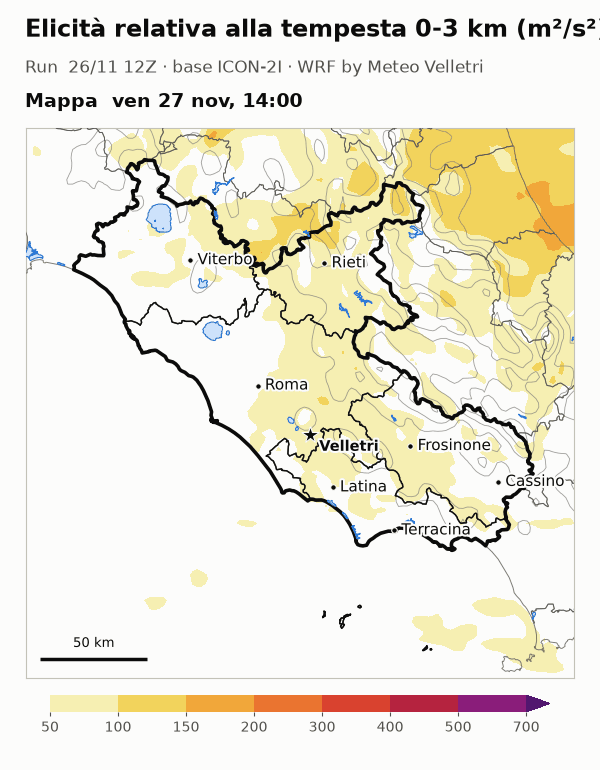 Elicità relativa alla tempesta 0-3 km (m²/s²)
Run 26/11 12Z · base ICON-2I · WRF by Meteo Velletri
Mappa ven 27 nov, 14:00
Viterbo
Rieti
Roma
Velletri
Frosinone
Cassino
Latina
Terracina
50 km
50 100 150 200 300 400 500 700